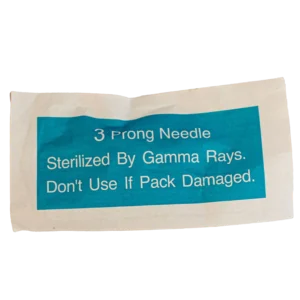 3 Prong Needle
Sterilized By Gamma Rays.
Don't Use If Pack Damaged.